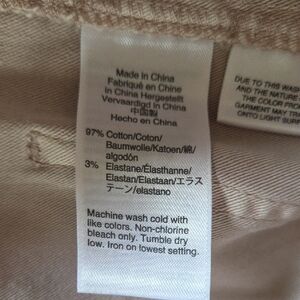 Made in China
Fabriqué en Chine
In China Hergestellt
Vervaardigd in China
中国製
Hecho en China
97% Cotton/Coton/
Baumwolle/Katoen/綿/
algodón
3% Elastane/Élasthanne/
Elastan/Elastaan/エラス
テーン/elastano
Machine wash cold with
like colors. Non-chlorine
bleach only. Tumble dry
low. Iron on lowest setting.
DUE TO THIS WAS
AND THE NATURE
THE COLOR FRO
GARMENT MAY TRA
ONTO LIGHT SURF